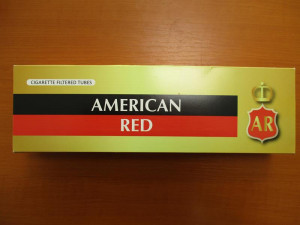 CIGARETTE FILTERED TUBES
AMERICAN
RED
AR